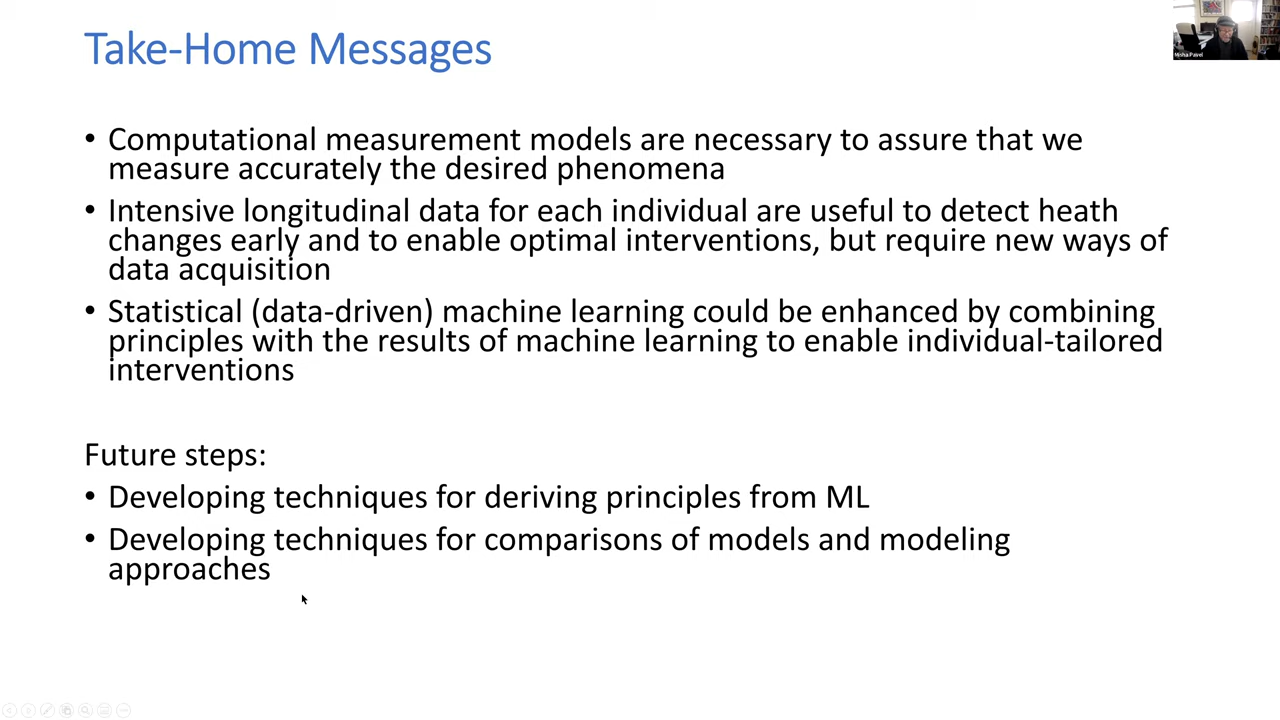 Take-Home Messages
• Computational measurement models are necessary to assure that we
measure accurately the desired phenomena
• Intensive longitudinal data for each individual are useful to detect heath
changes early and to enable optimal interventions, but require new ways of
data acquisition
• Statistical (data-driven) machine learning could be enhanced by combining
principles with the results of machine learning to enable individual-tailored
interventions
Future steps:
• Developing techniques for deriving principles from ML
• Developing techniques for comparisons of models and modeling
approaches
Misha Pavel